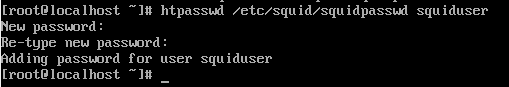 [root@localhost ~]# htpasswd /etc/squid/squidpasswd squiduser
New password:
Re-type new password:
Adding password for user squiduser
[root@localhost ~]# _